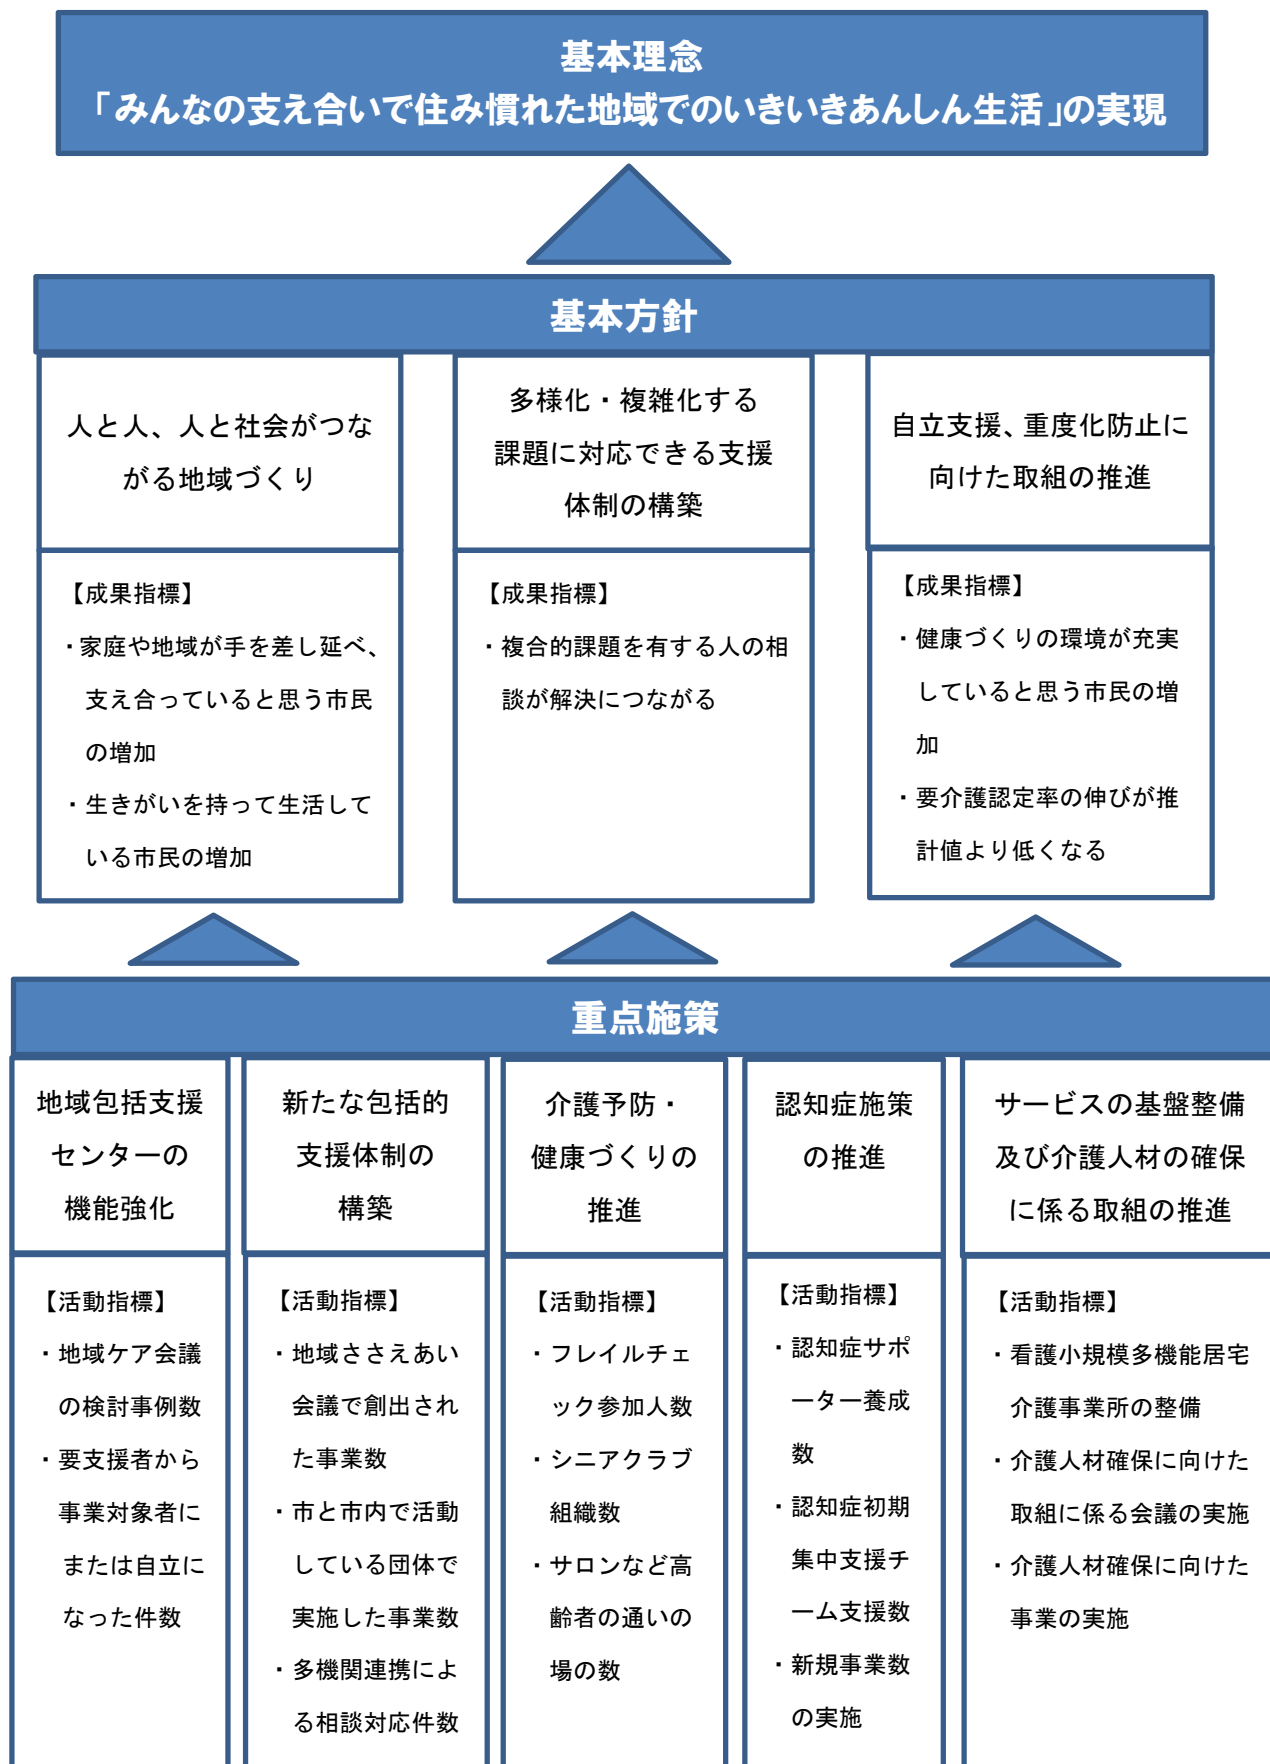 基本理念
「みんなの支え合いで住み慣れた地域でのいきいきあんしん生活」の実現
基本方針
人と人、人と社会がつな
がる地域づくり
【成果指標】
・家庭や地域が手を差し延べ、
支え合っていると思う市民
の増加
・生きがいを持って生活して
いる市民の増加
多様化・複雑化する
課題に対応できる支援
体制の構築
【成果指標】
・複合的課題を有する人の相
談が解決につながる
自立支援、重度化防止に
向けた取組の推進
【成果指標】
・健康づくりの環境が充実
していると思う市民の増
加
・要介護認定率の伸びが推
計値より低くなる
重点施策
地域包括支援
センターの
機能強化
【活動指標】
・地域ケア会議
の検討事例数
・要支援者から
事業対象者に
または自立に
なった件数
新たな包括的
支援体制の
構築
【活動指標】
・地域ささえあい
会議で創出され
た事業数
・市と市内で活動
している団体で
実施した事業数
・多機関連携によ
る相談対応件数
介護予防・
健康づくりの
推進
【活動指標】
・フレイルチェ
ック参加人数
・シニアクラブ
組織数
・サロンなど高
齢者の通いの
場の数
認知症施策
の推進
【活動指標】
・認知症サポ
ーター養成
数
・認知症初期
集中支援チ
ーム支援数
・新規事業数
の実施
サービスの基盤整備
及び介護人材の確保
に係る取組の推進
【活動指標】
・看護小規模多機能居宅
介護事業所の整備
・介護人材確保に向けた
取組に係る会議の実施
・介護人材確保に向けた
事業の実施